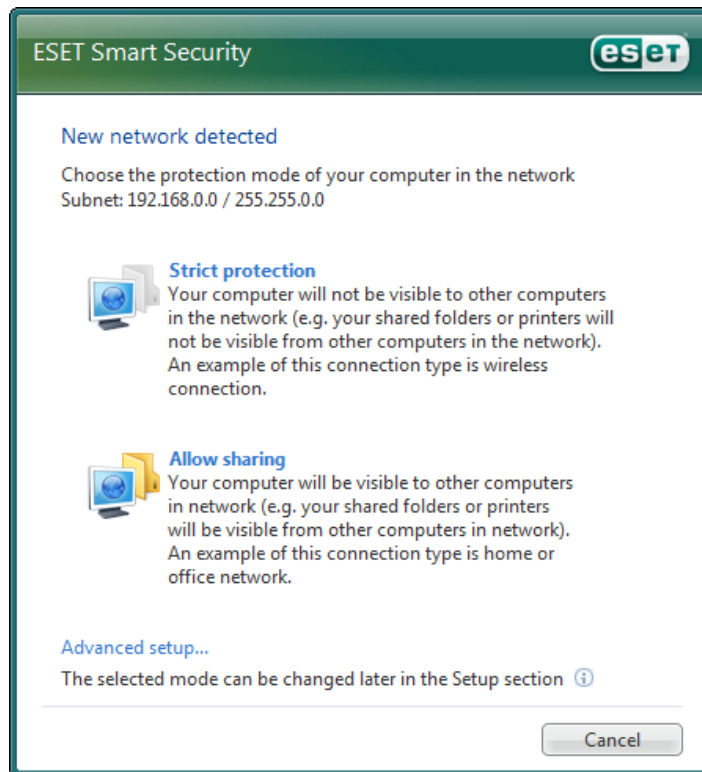 ESET Smart Security
eseT
New network detected
Choose the protection mode of your computer in the network
Subnet: 192.168.0.0 / 255.255.0.0
Strict protection
Your computer will not be visible to other computers
in the network (e.g. your shared folders or printers will
not be visible from other computers in the network).
An example of this connection type is wireless
connection.
Allow sharing
Your computer will be visible to other computers
in network (e.g. your shared folders or printers
will be visible from other computers in network).
An example of this connection type is home or
office network.
Advanced setup...
The selected mode can be changed later in the Setup section
Cancel